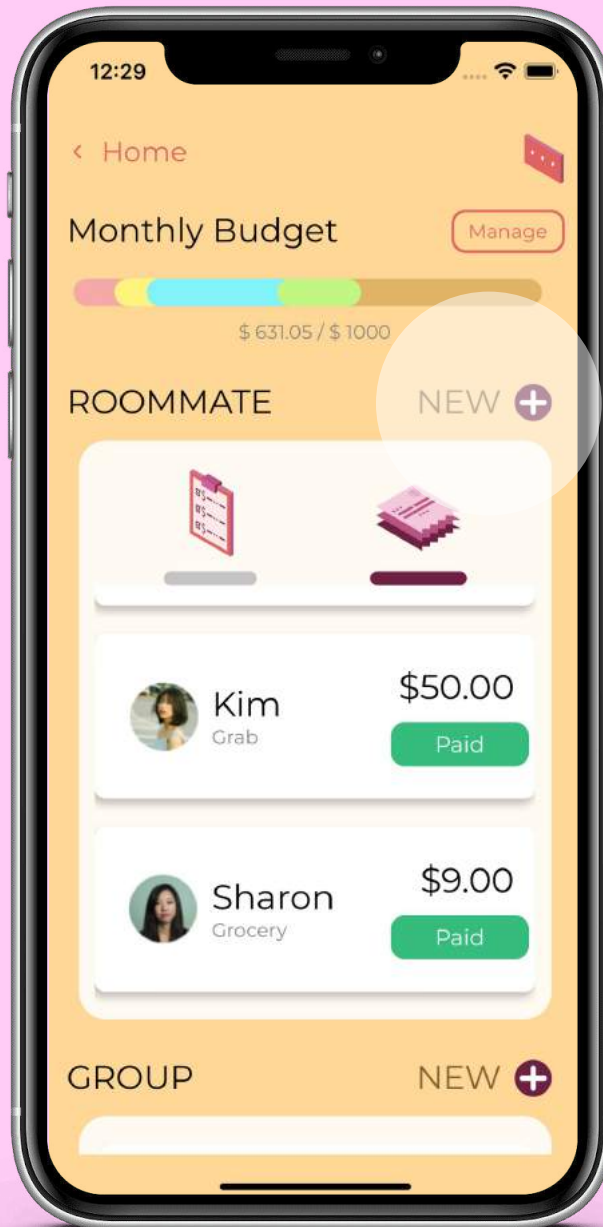 12:29
< Home
Monthly Budget
Manage
$ 631.05 / $ 1000
ROOMMATE
NEW
Kim
$50.00
Grab
Paid
Sharon
$9.00
Grocery
Paid
GROUP
NEW